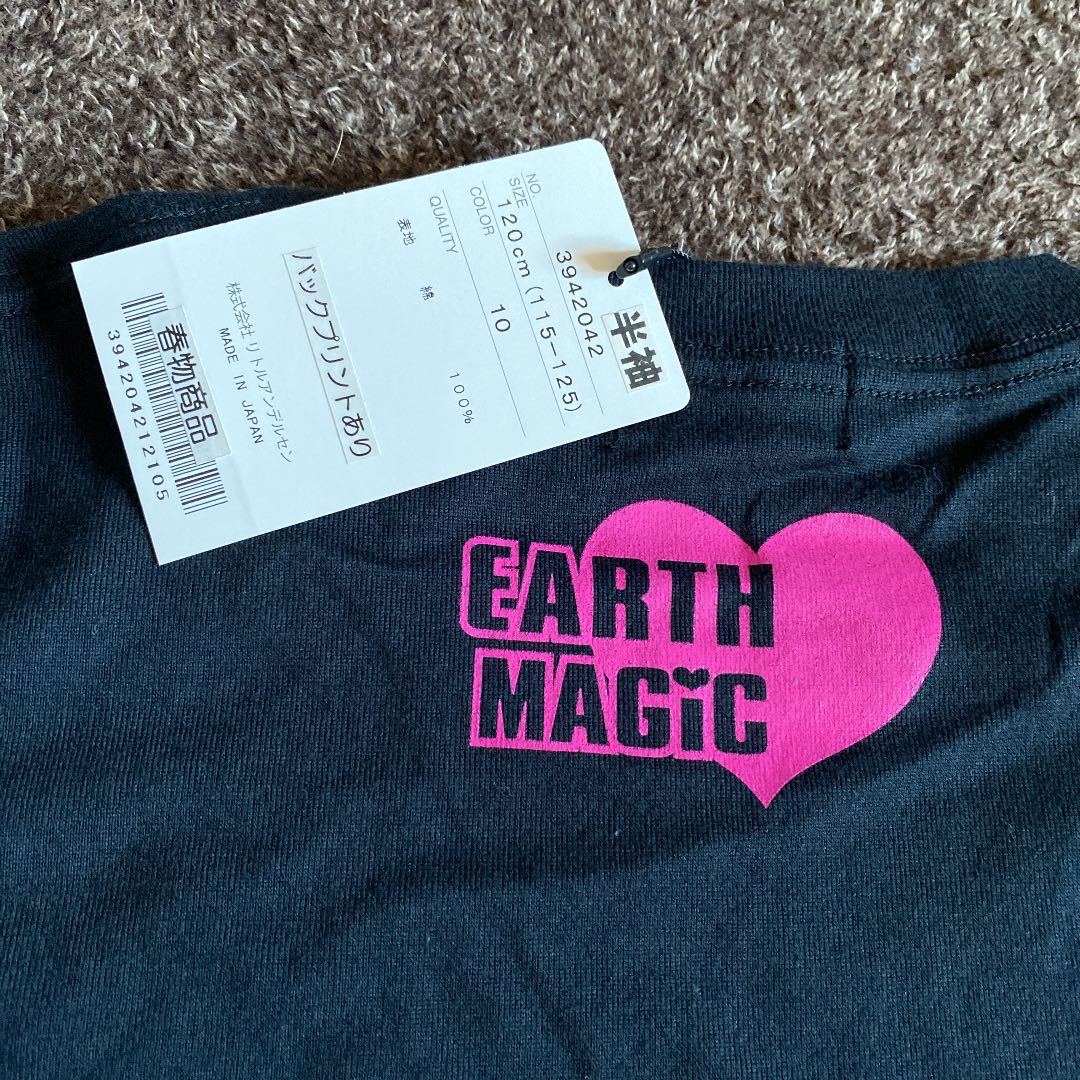 半袖
NO. 3942042
SIZE 120cm (115-125)
COLOR 10
QUALITY
表地 綿 100%
バックプリントあり
株式会社 リトルアンデルセン
MADE IN JAPAN
春物商品
394204212105
EARTH
MAGiC